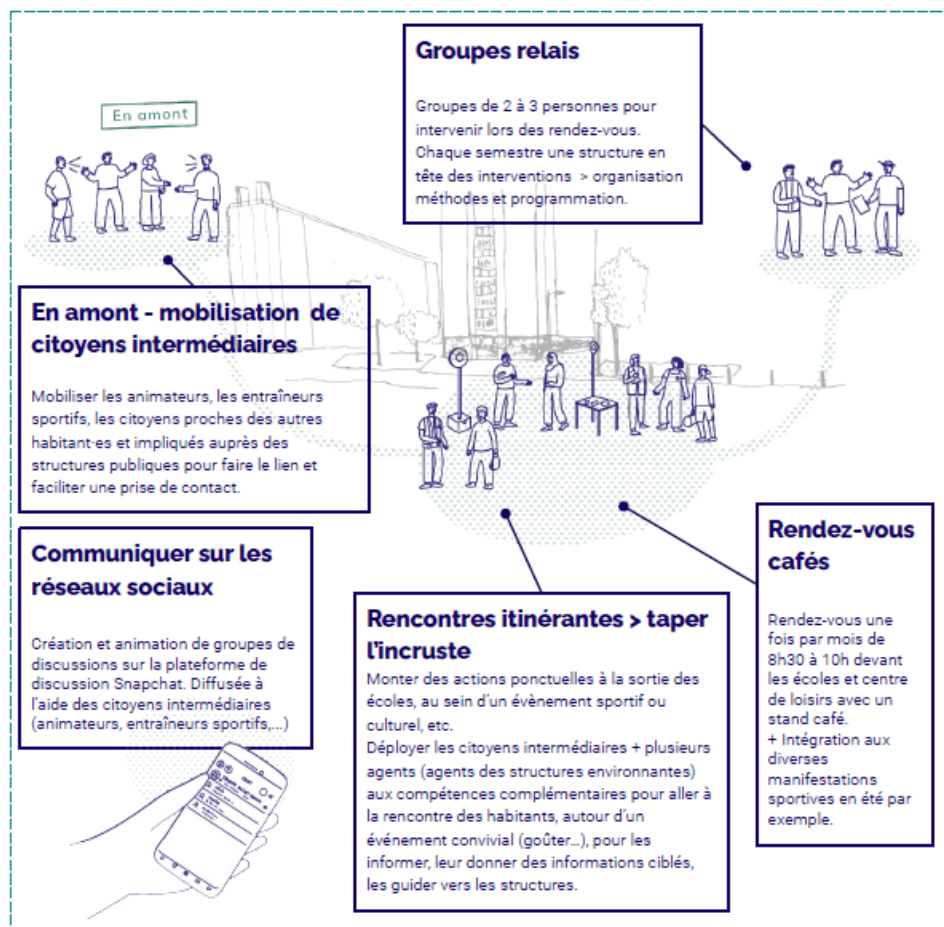 Groupes relais
Groupes de 2 à 3 personnes pour
intervenir lors des rendez-vous.
Chaque semestre une structure en
tête des interventions > organisation
méthodes et programmation.
En amont
En amont - mobilisation de
citoyens intermédiaires
Mobiliser les animateurs, les entraîneurs
sportifs, les citoyens proches des autres
habitant·es et impliqués auprès des
structures publiques pour faire le lien et
faciliter une prise de contact.
Communiquer sur les
réseaux sociaux
Création et animation de groupes de
discussions sur la plateforme de
discussion Snapchat. Diffusée à
l'aide des citoyens intermédiaires
(animateurs, entraîneurs sportifs,...)
Rencontres itinérantes > taper
l'incruste
Monter des actions ponctuelles à la sortie des
écoles, au sein d'un évènement sportif ou
culturel, etc.
Déployer les citoyens intermédiaires + plusieurs
agents (agents des structures environnantes)
aux compétences complémentaires pour aller à
la rencontre des habitants, autour d'un
événement convivial (goûter...), pour les
informer, leur donner des informations ciblés,
les guider vers les structures.
Rendez-vous
cafés
Rendez-vous une
fois par mois de
8h30 à 10h devant
les écoles et centre
de loisirs avec un
stand café.
+ Intégration aux
diverses
manifestations
sportives en été par
exemple.